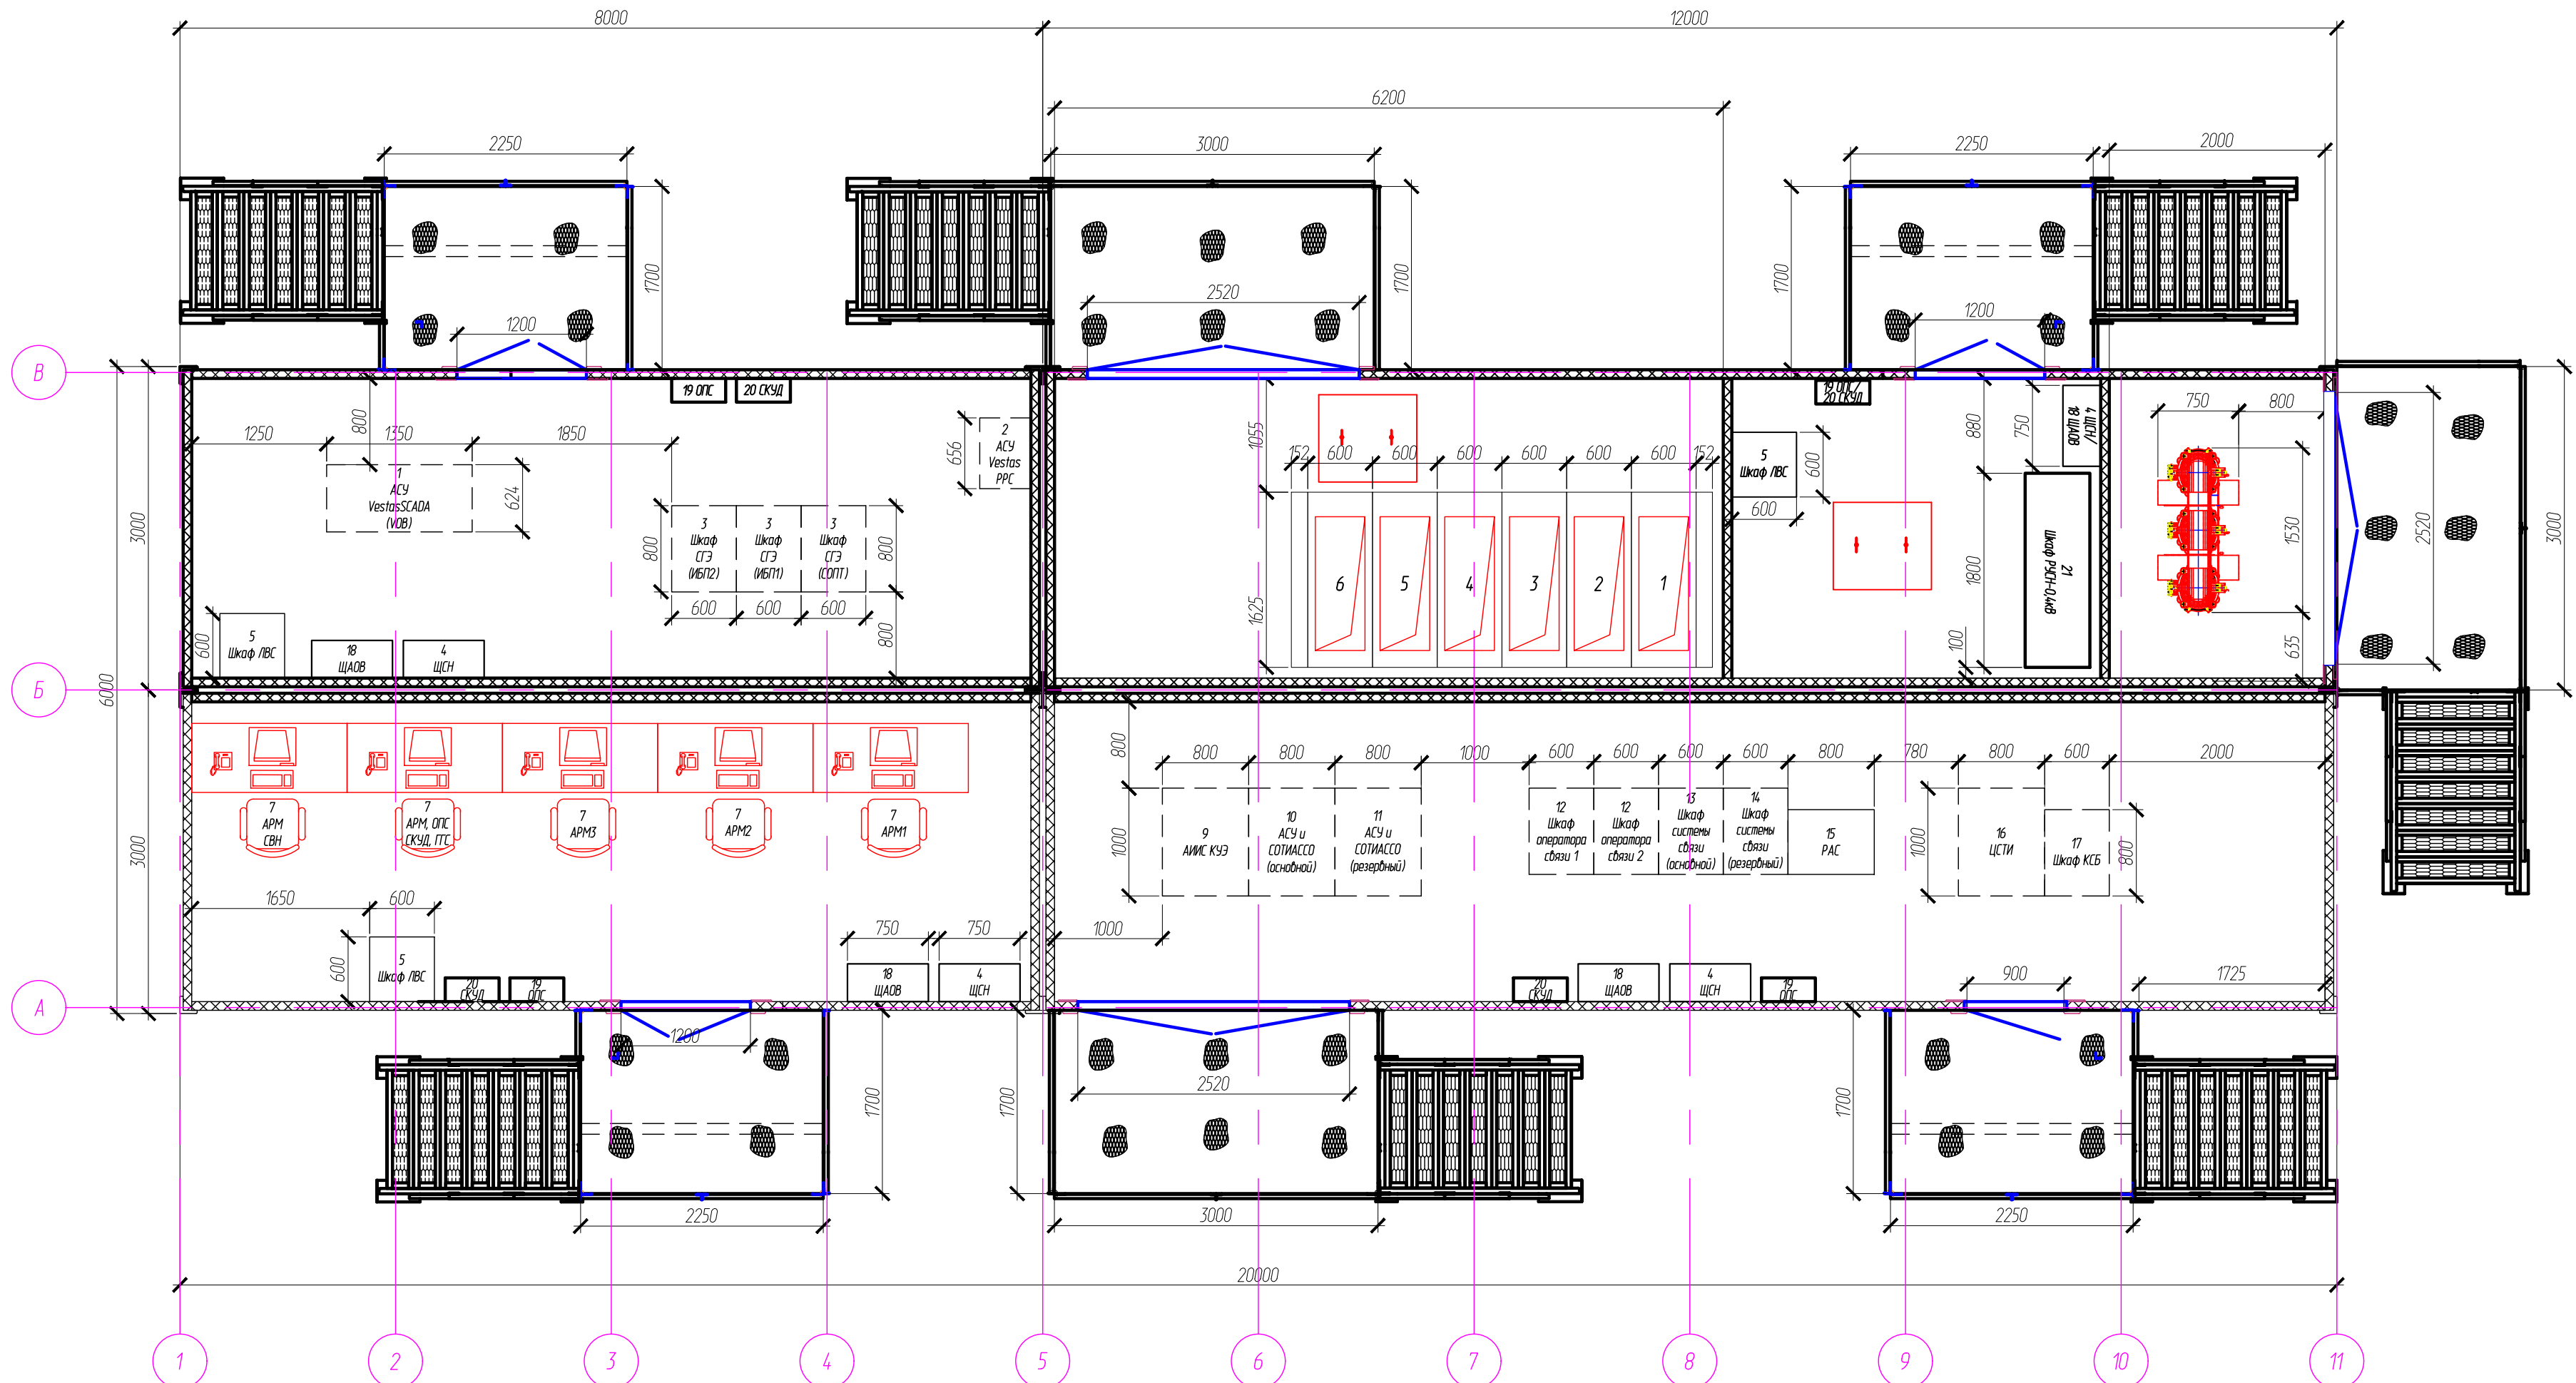 8000
12000
6200
2250
3000
2250
2000
1700
1700
1700
2520
1200
1200
В
19 ОПС
20 СКУД
19 ОПС/
20 СКУД
4 ЩСН/
18 ЩАОВ
800
1250
1350
1850
656
2
АСУ
Vestas
PPC
1055
152
600
600
600
600
600
600
152
5
Шкаф ЛВС
600
600
880
750
750
800
1
АСУ
VestasSCADA
(VOB)
624
3
Шкаф
СГЭ
(ИБП2)
3
Шкаф
СГЭ
(ИБП1)
3
Шкаф
СГЭ
(СОПТ)
800
800
600
600
600
800
3000
6
5
4
3
2
1
1625
1800
100
21
Шкаф РУСН-0,4кВ
1530
635
2520
3000
600
5
Шкаф ЛВС
18
ЩАОВ
4
ЩСН
Б
6000
3000
7
АРМ
СВН
7
АРМ, ОПС
СКУД, ГГС
7
АРМ3
7
АРМ2
7
АРМ1
800
800
800
800
1000
600
600
600
600
800
780
800
600
2000
1000
9
АИИС КУЭ
10
АСУ и
СОТИАССО
(основной)
11
АСУ и
СОТИАССО
(резервный)
12
Шкаф
оператора
связи 1
12
Шкаф
оператора
связи 2
13
Шкаф
системы
связи
(основной)
14
Шкаф
системы
связи
(резервный)
15
РАС
1000
16
ЦСТИ
17
Шкаф КСБ
800
1650
600
600
5
Шкаф ЛВС
20
СКУД
19
ОПС
750
750
18
ЩАОВ
4
ЩСН
1000
20
СКУД
18
ЩАОВ
4
ЩСН
19
ОПС
900
1725
А
1200
2520
1700
1700
1700
2250
3000
2250
20000
1
2
3
4
5
6
7
8
9
10
11